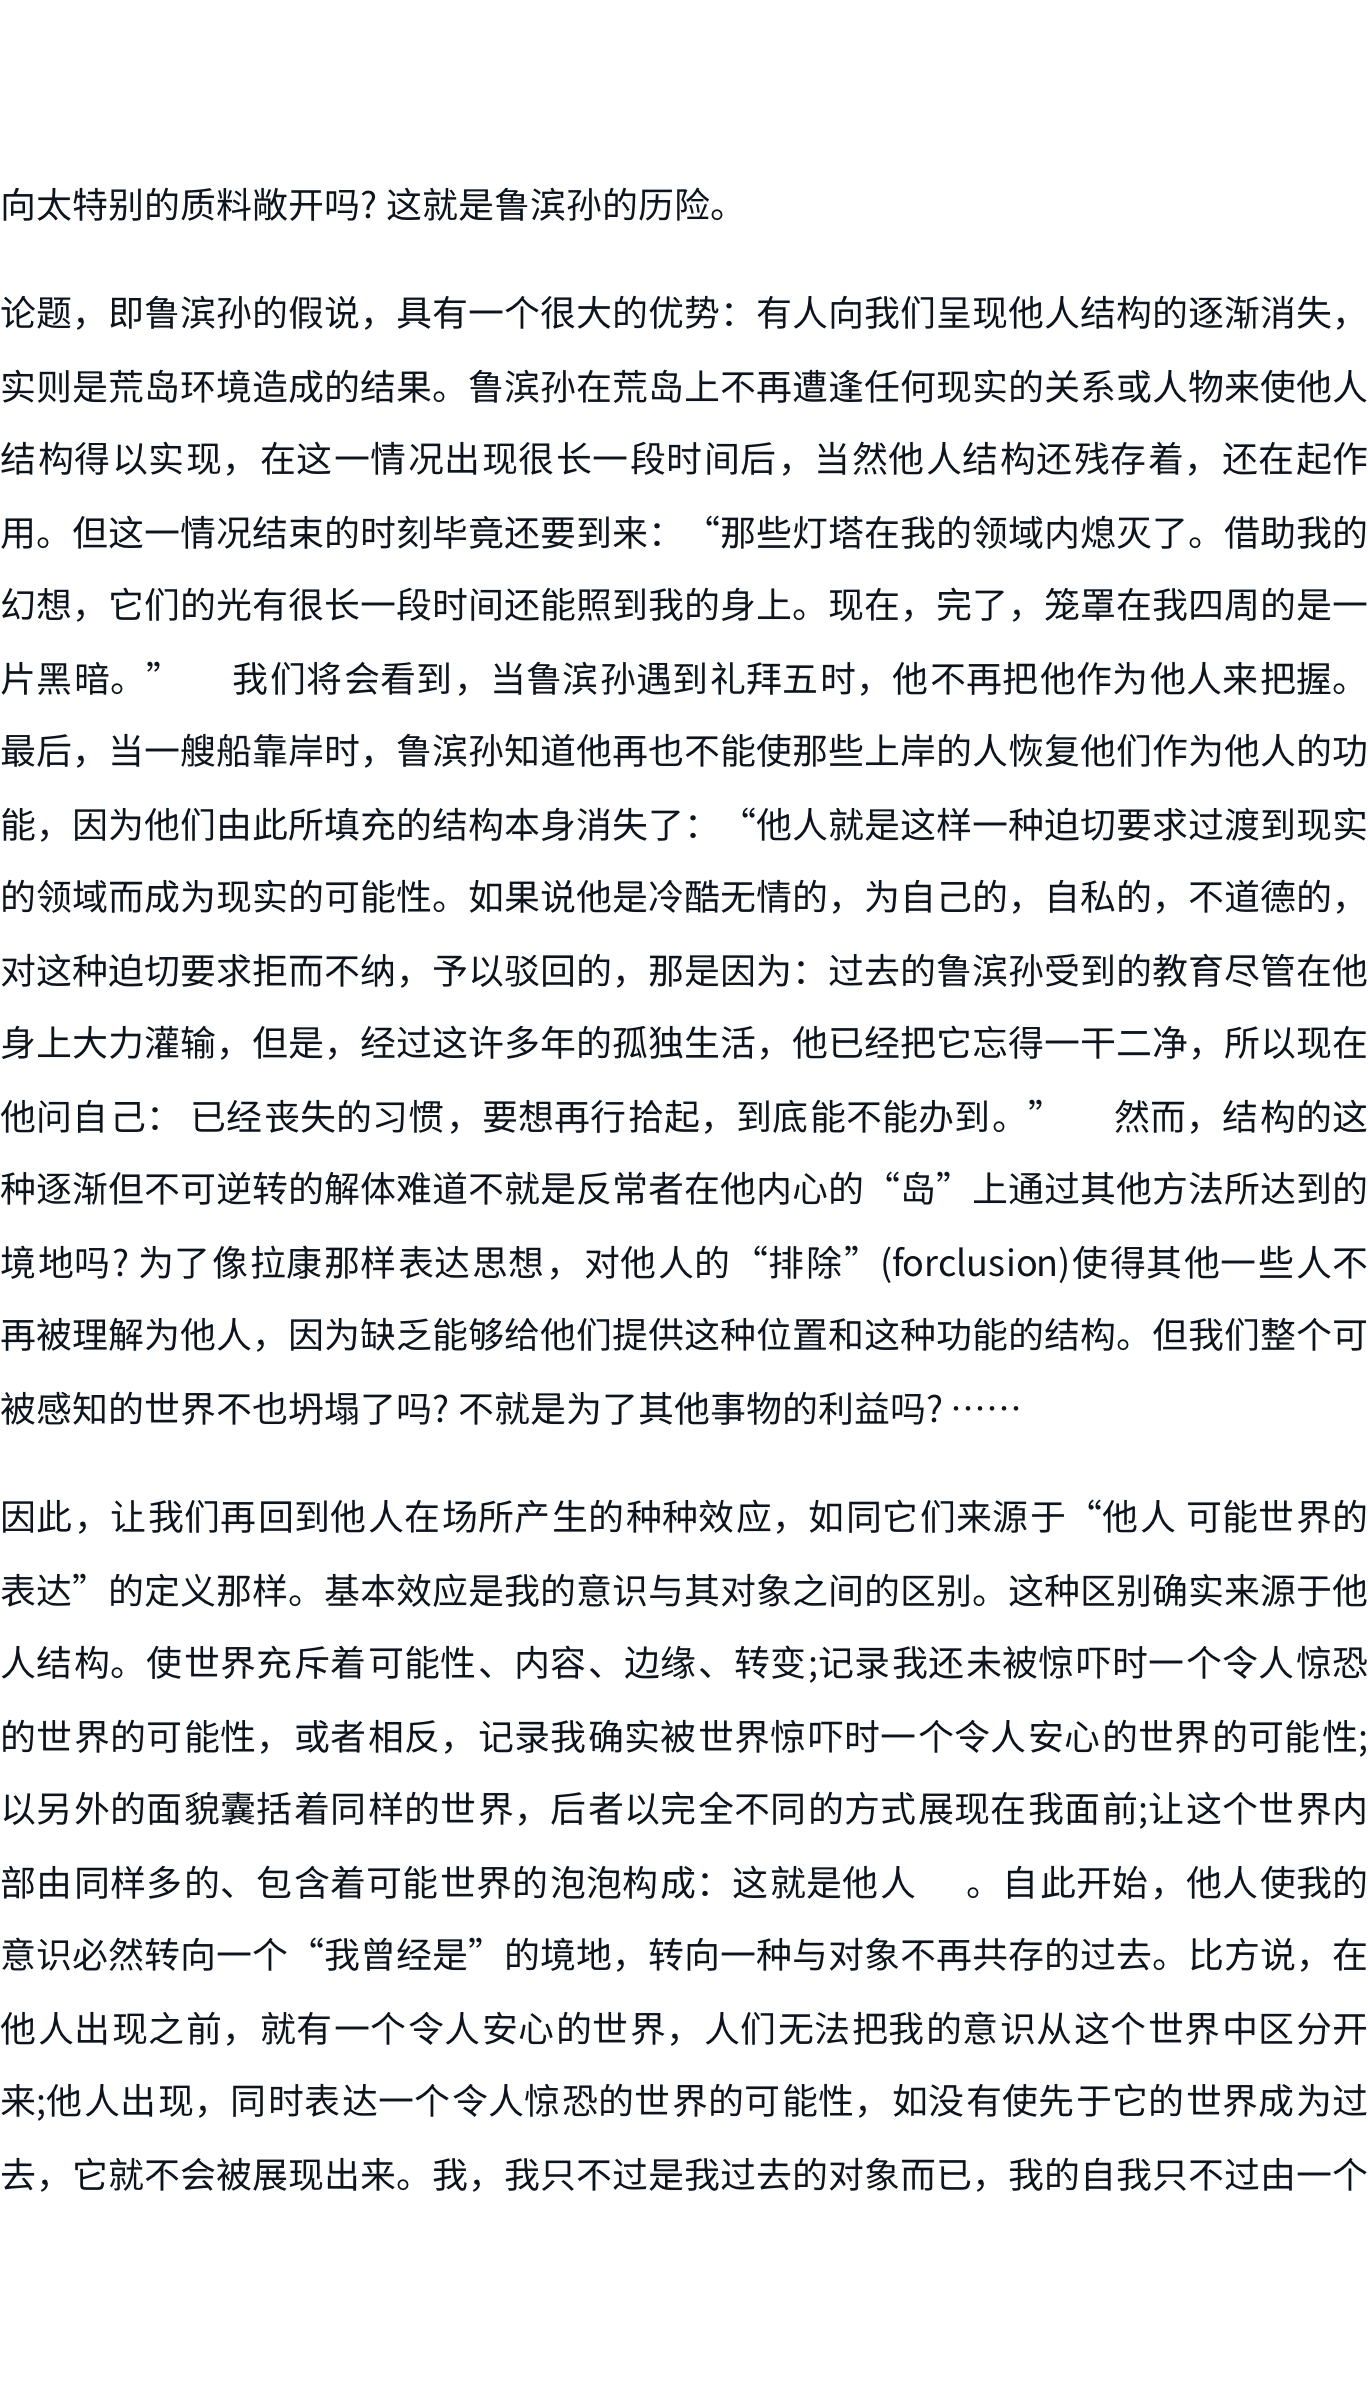 向太特别的质料敞开吗? 这就是鲁滨孙的历险。
论题，即鲁滨孙的假说，具有一个很大的优势：有人向我们呈现他人结构的逐渐消失，
实则是荒岛环境造成的结果。鲁滨孙在荒岛上不再遭逢任何现实的关系或人物来使他人
结构得以实现，在这一情况出现很长一段时间后，当然他人结构还残存着，还在起作
用。但这一情况结束的时刻毕竟还要到来：“那些灯塔在我的领域内熄灭了。借助我的
幻想，它们的光有很长一段时间还能照到我的身上。现在，完了，笼罩在我四周的是一
片黑暗。”　　我们将会看到，当鲁滨孙遇到礼拜五时，他不再把他作为他人来把握。
最后，当一艘船靠岸时，鲁滨孙知道他再也不能使那些上岸的人恢复他们作为他人的功
能，因为他们由此所填充的结构本身消失了：“他人就是这样一种迫切要求过渡到现实
的领域而成为现实的可能性。如果说他是冷酷无情的，为自己的，自私的，不道德的，
对这种迫切要求拒而不纳，予以驳回的，那是因为：过去的鲁滨孙受到的教育尽管在他
身上大力灌输，但是，经过这许多年的孤独生活，他已经把它忘得一干二净，所以现在
他问自己： 已经丧失的习惯，要想再行拾起，到底能不能办到。”　　然而，结构的这
种逐渐但不可逆转的解体难道不就是反常者在他内心的“岛”上通过其他方法所达到的
境地吗? 为了像拉康那样表达思想，对他人的“排除”(forclusion)使得其他一些人不
再被理解为他人，因为缺乏能够给他们提供这种位置和这种功能的结构。但我们整个可
被感知的世界不也坍塌了吗? 不就是为了其他事物的利益吗? ……
因此，让我们再回到他人在场所产生的种种效应，如同它们来源于“他人 可能世界的
表达”的定义那样。基本效应是我的意识与其对象之间的区别。这种区别确实来源于他
人结构。使世界充斥着可能性、内容、边缘、转变;记录我还未被惊吓时一个令人惊恐
的世界的可能性，或者相反，记录我确实被世界惊吓时一个令人安心的世界的可能性;
以另外的面貌囊括着同样的世界，后者以完全不同的方式展现在我面前;让这个世界内
部由同样多的、包含着可能世界的泡泡构成：这就是他人　 。自此开始，他人使我的
意识必然转向一个“我曾经是”的境地，转向一种与对象不再共存的过去。比方说，在
他人出现之前，就有一个令人安心的世界，人们无法把我的意识从这个世界中区分开
来;他人出现，同时表达一个令人惊恐的世界的可能性，如没有使先于它的世界成为过
去，它就不会被展现出来。我，我只不过是我过去的对象而已，我的自我只不过由一个